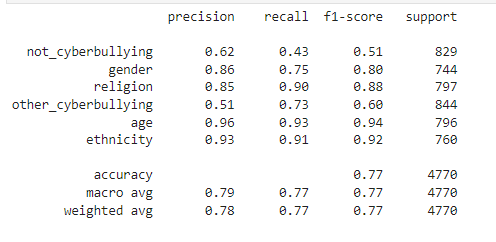 precision recall f1-score support
not_cyberbullying 0.62 0.43 0.51 829
gender 0.86 0.75 0.80 744
religion 0.85 0.90 0.88 797
other_cyberbullying 0.51 0.73 0.60 844
age 0.96 0.93 0.94 796
ethnicity 0.93 0.91 0.92 760
accuracy 0.77 4770
macro avg 0.79 0.77 0.77 4770
weighted avg 0.78 0.77 0.77 4770